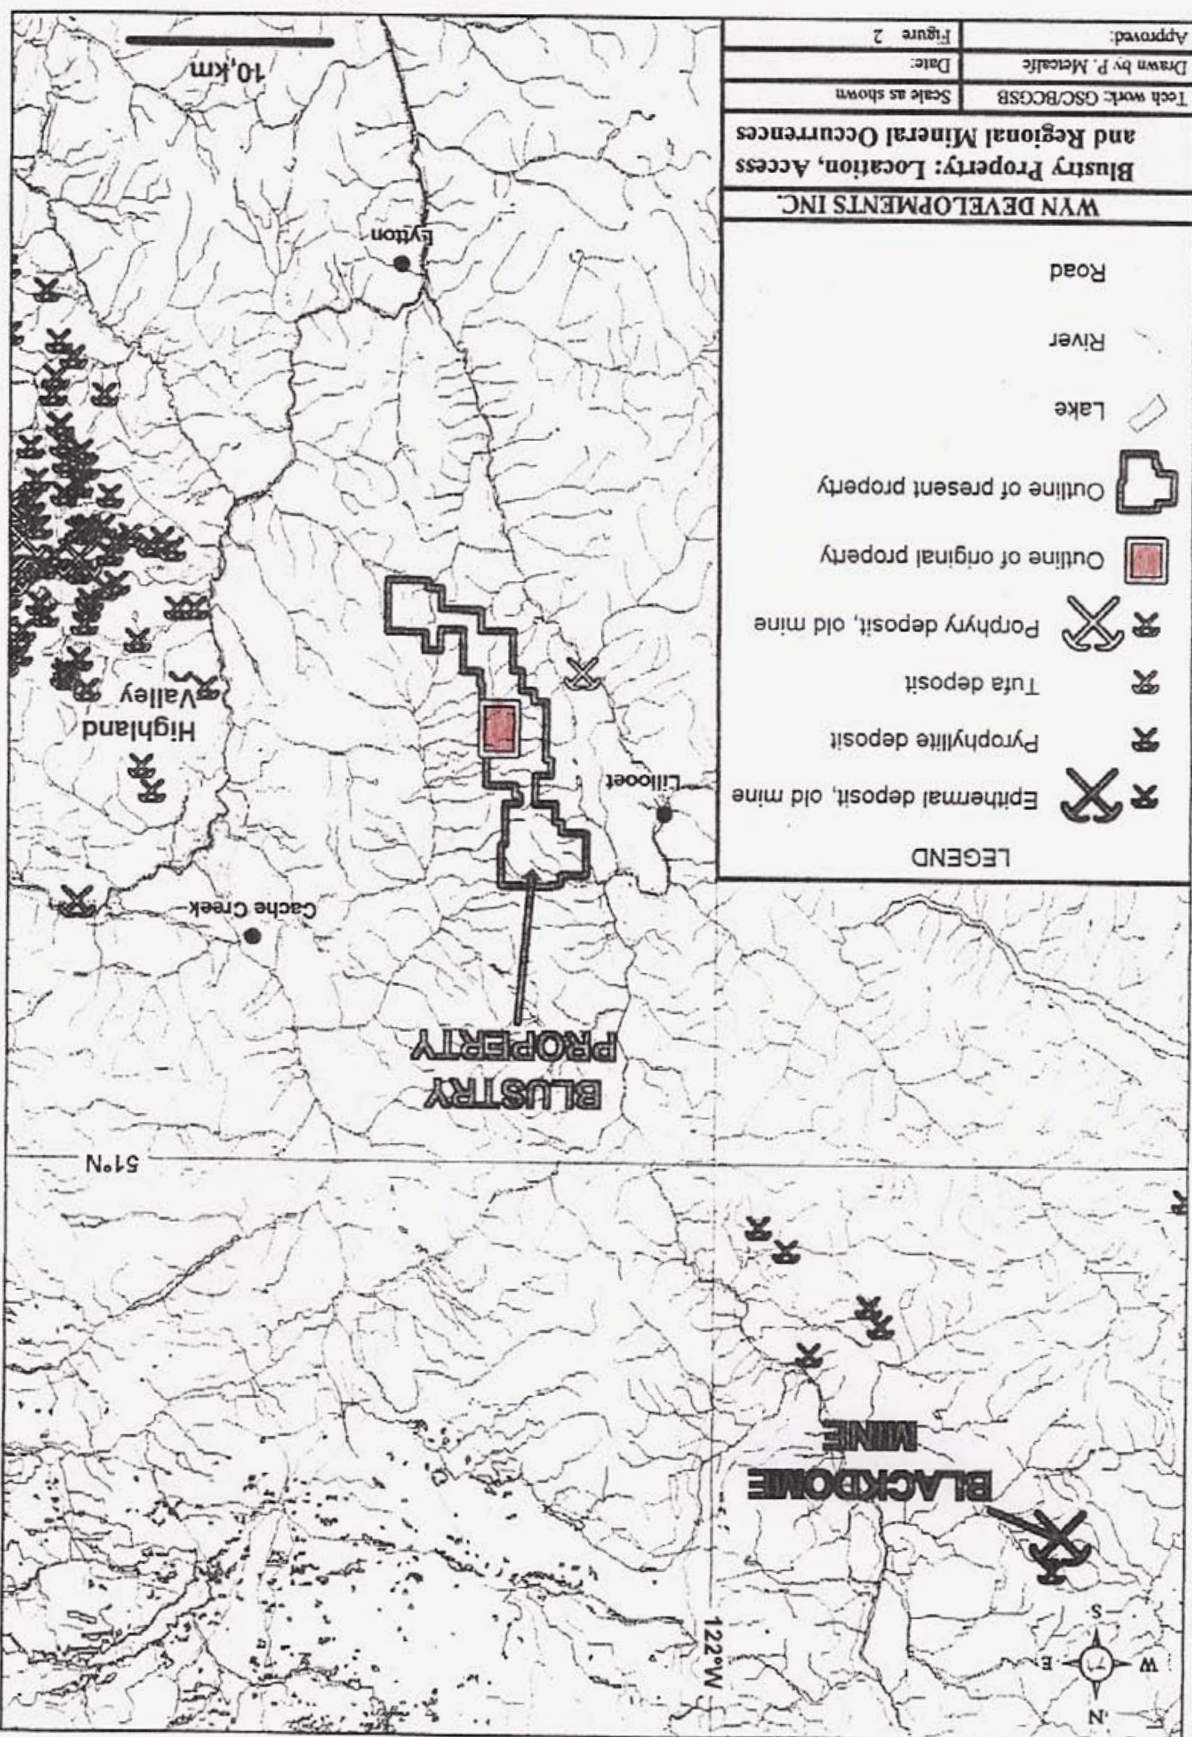 N
W E
S
122°W
BLACKDOME
MINE
51°N
BLUSTRY
PROPERTY
Cache Creek
Lillooet
Highland
Valley
Lytton
10 km
LEGEND
Epithermal deposit, old mine
Pyrophyllite deposit
Tufa deposit
Porphyry deposit, old mine
Outline of original property
Outline of present property
Lake
River
Road
WYN DEVELOPMENTS INC.
Blustry Property: Location, Access
and Regional Mineral Occurrences
Tech work: GSC/BCGSB
Scale as shown
Drawn by P. Metcalfe
Date:
Approved:
Figure 2